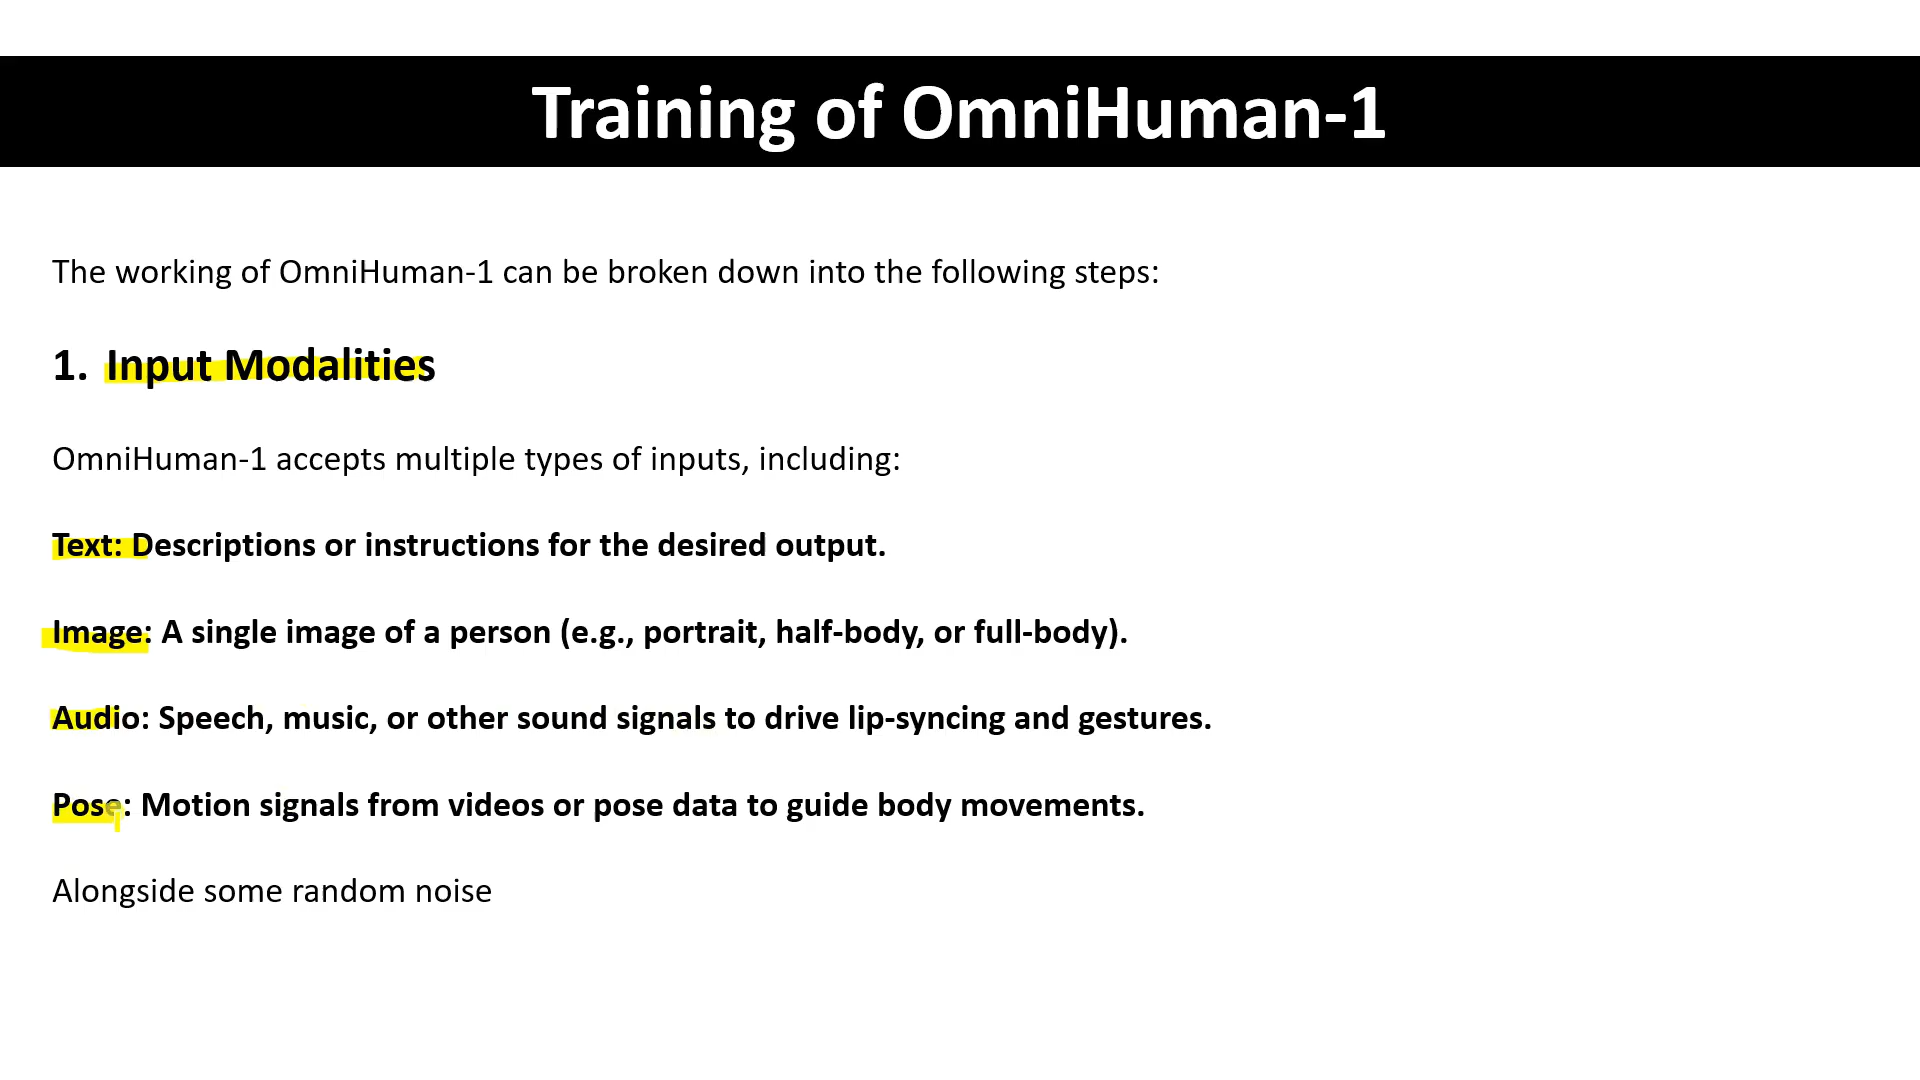 Training of OmniHuman-1
The working of OmniHuman-1 can be broken down into the following steps:
1. Input Modalities
OmniHuman-1 accepts multiple types of inputs, including:
Text: Descriptions or instructions for the desired output.
Image: A single image of a person (e.g., portrait, half-body, or full-body).
Audio: Speech, music, or other sound signals to drive lip-syncing and gestures.
Pose: Motion signals from videos or pose data to guide body movements.
Alongside some random noise